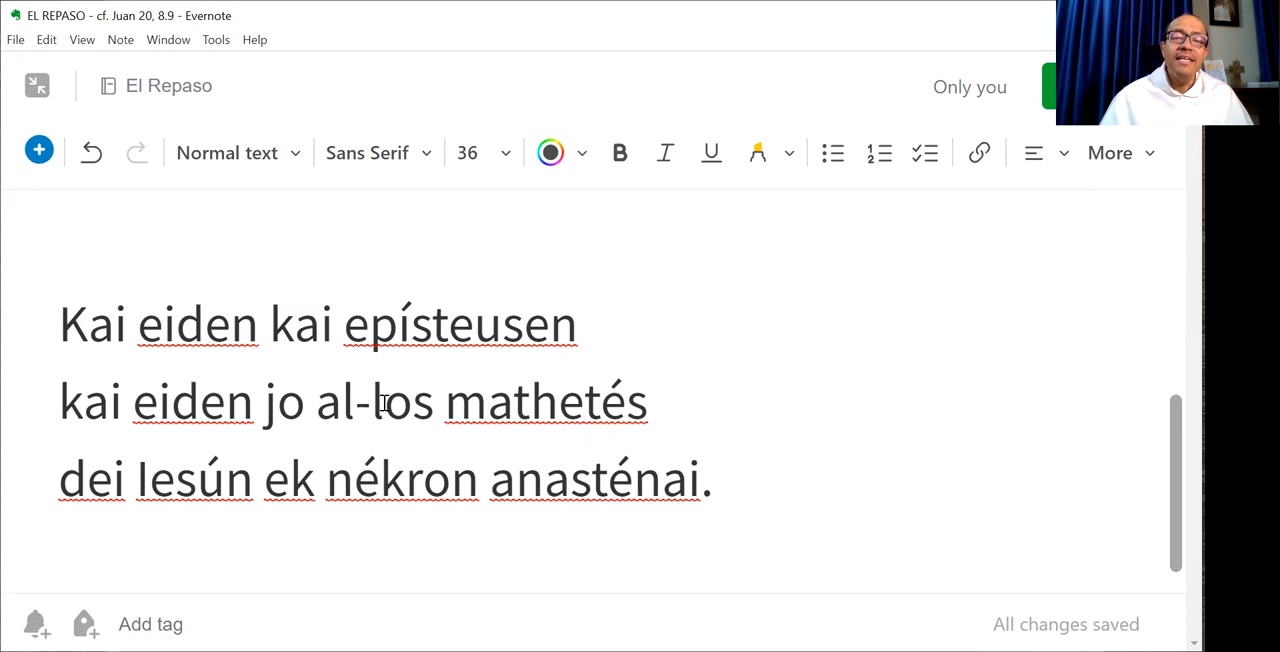 EL REPASO - cf. Juan 20, 8.9 - Evernote
File Edit View Note Window Tools Help
El Repaso
Only you
Normal text Sans Serif 36 B I U More
Kai eiden kai epísteusen
kai eiden jo al-los mathetés
dei Iesún ek nékron anasténai.
Add tag
All changes saved